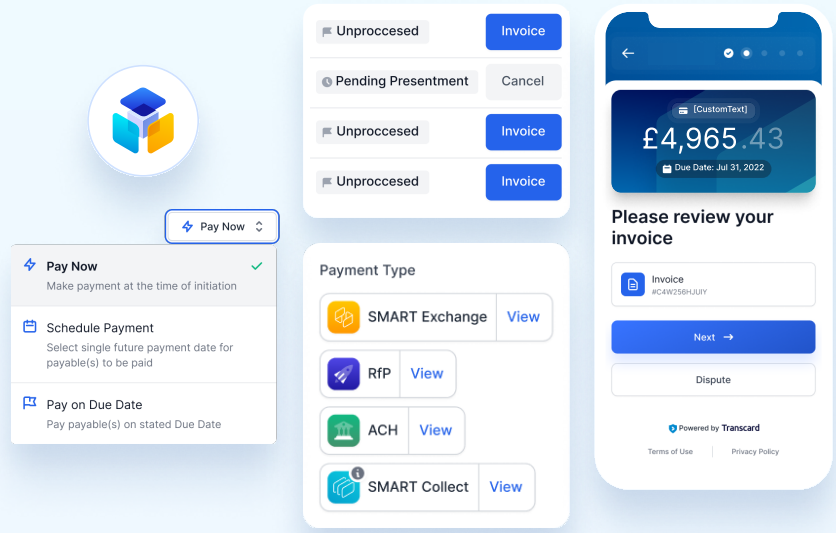 Pay Now
Pay Now
Make payment at the time of initiation
Schedule Payment
Select single future payment date for
payable(s) to be paid
Pay on Due Date
Pay payable(s) on stated Due Date
Unproccesed
Invoice
Pending Presentment
Cancel
Unproccesed
Invoice
Unproccesed
Invoice
Payment Type
SMART Exchange
View
RfP
View
ACH
View
SMART Collect
View
[CustomText]
£4,965.43
Due Date: Jul 31, 2022
Please review your
invoice
Invoice
#C4W256HJUIY
Next
Dispute
Powered by Transcard
Terms of Use
Privacy Policy